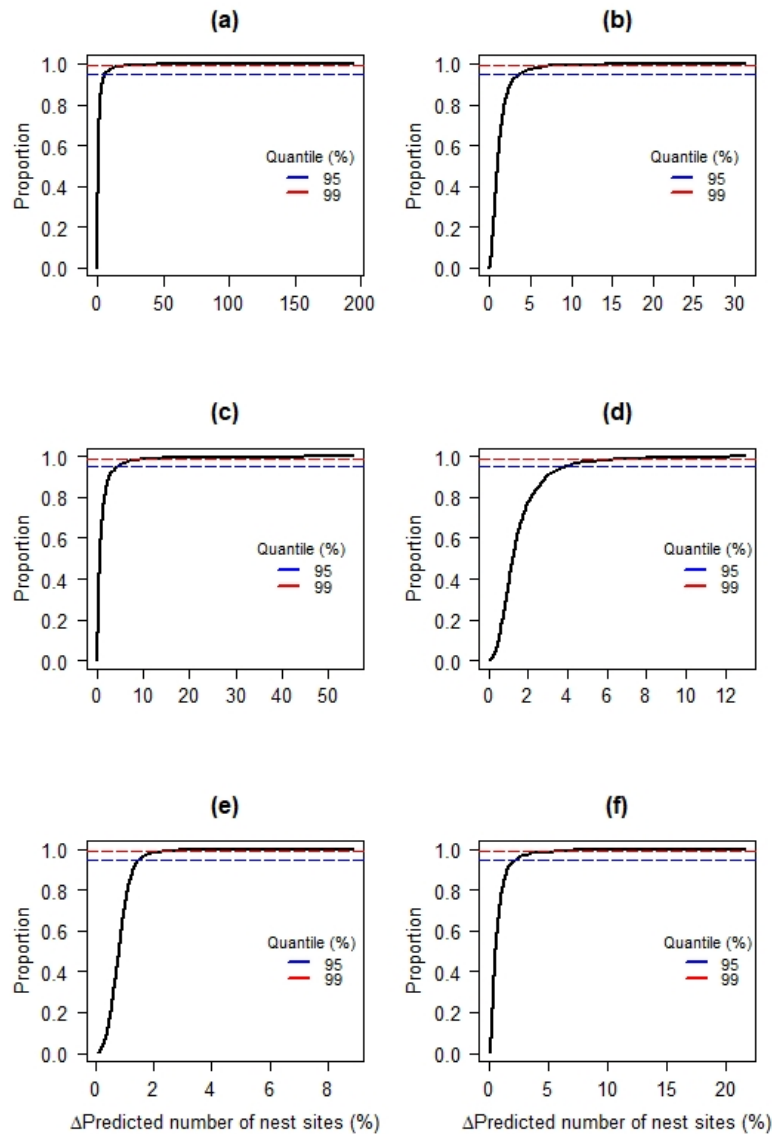 (a)
Proportion
1.0
0.8
0.6
0.4
0.2
0.0
Quantile (%)
95
99
0 50 100 150 200
(b)
Proportion
1.0
0.8
0.6
0.4
0.2
0.0
Quantile (%)
95
99
0 5 10 15 20 25 30
(c)
Proportion
1.0
0.8
0.6
0.4
0.2
0.0
Quantile (%)
95
99
0 10 20 30 40 50
(d)
Proportion
1.0
0.8
0.6
0.4
0.2
0.0
Quantile (%)
95
99
0 2 4 6 8 10 12
(e)
Proportion
1.0
0.8
0.6
0.4
0.2
0.0
Quantile (%)
95
99
0 2 4 6 8
ΔPredicted number of nest sites (%)
(f)
Proportion
1.0
0.8
0.6
0.4
0.2
0.0
Quantile (%)
95
99
0 5 10 15 20
ΔPredicted number of nest sites (%)